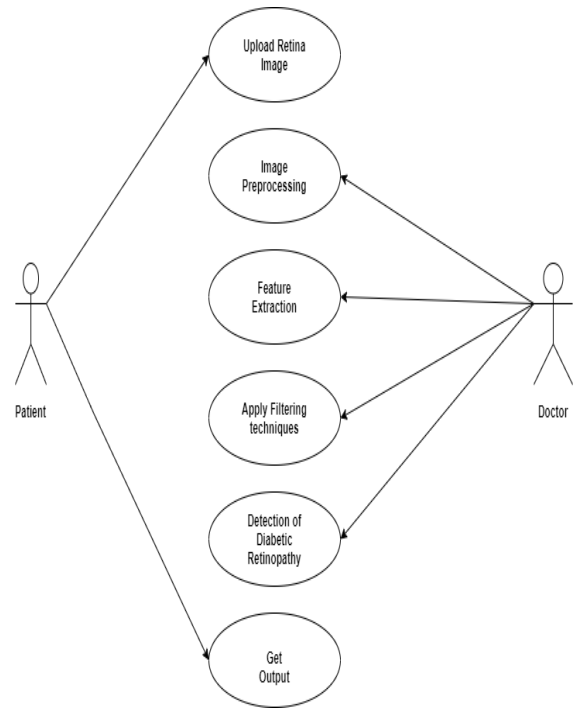 Upload Retina
Image
Image
Preprocessing
Feature
Extraction
Patient
Doctor
Apply Filtering
techniques
Detection of
Diabetic
Retinopathy
Get
Output